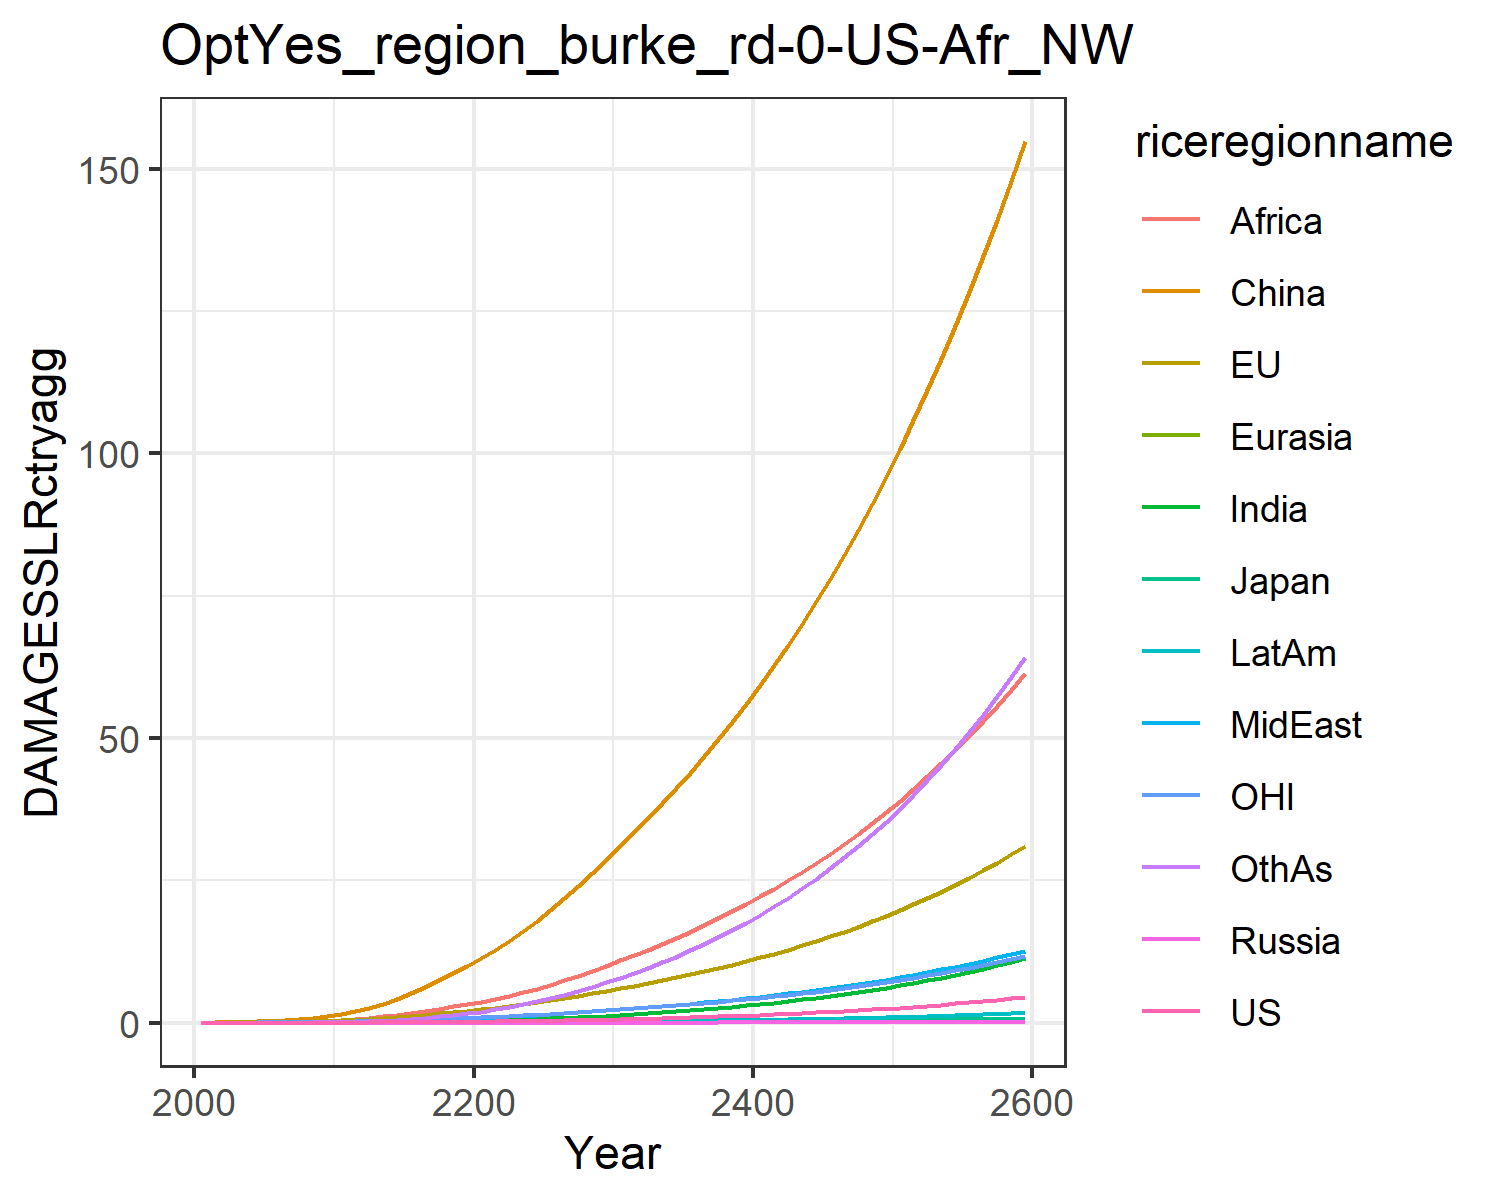 OptYes_region_burke_rd-0-US-Afr_NW
DAMAGESSLRctryagg
150
100
50
0
2000
2200
2400
2600
Year
riceregionname
Africa
China
EU
Eurasia
India
Japan
LatAm
MidEast
OHI
OthAs
Russia
US